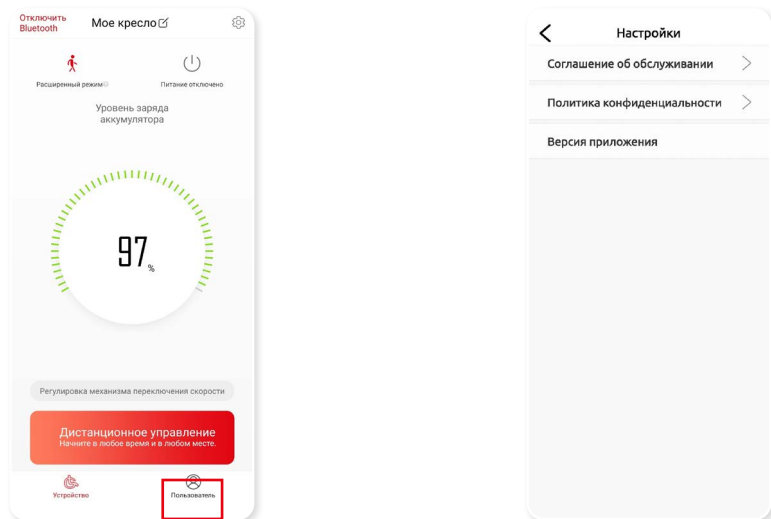 Отключить
Bluetooth
Мое кресло
Расширенный режим
Питание отключено
Уровень заряда
аккумулятора
97
%
Регулировка механизма переключения скорости
Дистанционное управление
Начните в любое время и в любом месте.
Устройство
Пользователь
Настройки
Соглашение об обслуживании
Политика конфиденциальности
Версия приложения